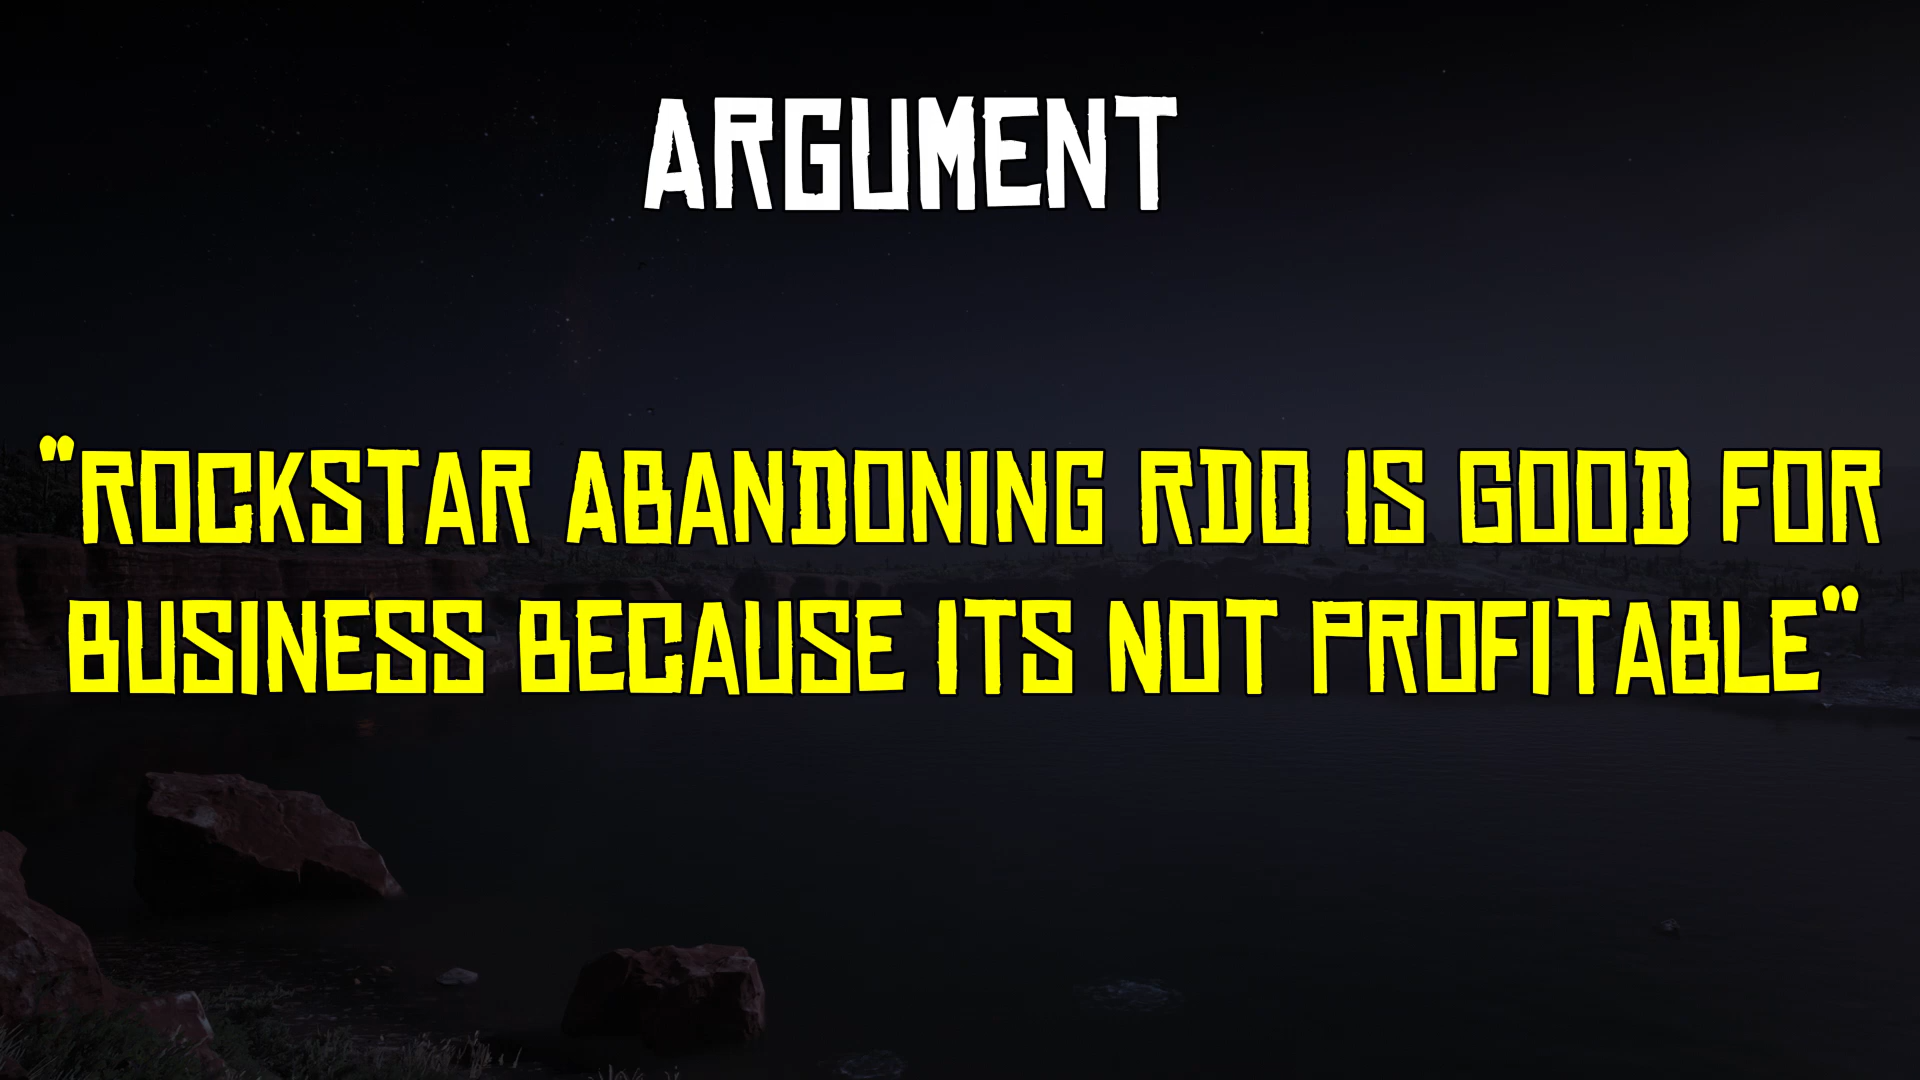 ARGUMENT
"ROCKSTAR ABANDONING RDO IS GOOD FOR
BUSINESS BECAUSE ITS NOT PROFITABLE"